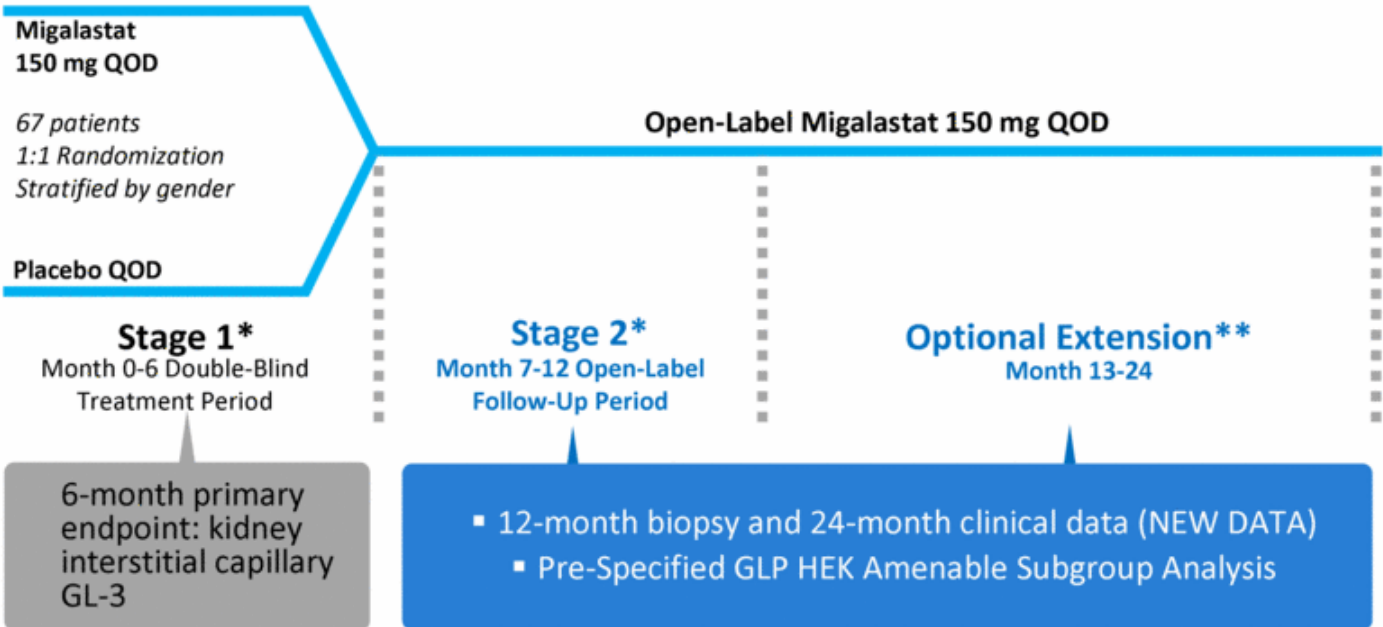 Migalastat
150 mg QOD
67 patients
1:1 Randomization
Stratified by gender
Placebo QOD
Open-Label Migalastat 150 mg QOD
Stage 1*
Month 0-6 Double-Blind
Treatment Period
Stage 2*
Month 7-12 Open-Label
Follow-Up Period
Optional Extension**
Month 13-24
6-month primary
endpoint: kidney
interstitial capillary
GL-3
▪ 12-month biopsy and 24-month clinical data (NEW DATA)
▪ Pre-Specified GLP HEK Amenable Subgroup Analysis